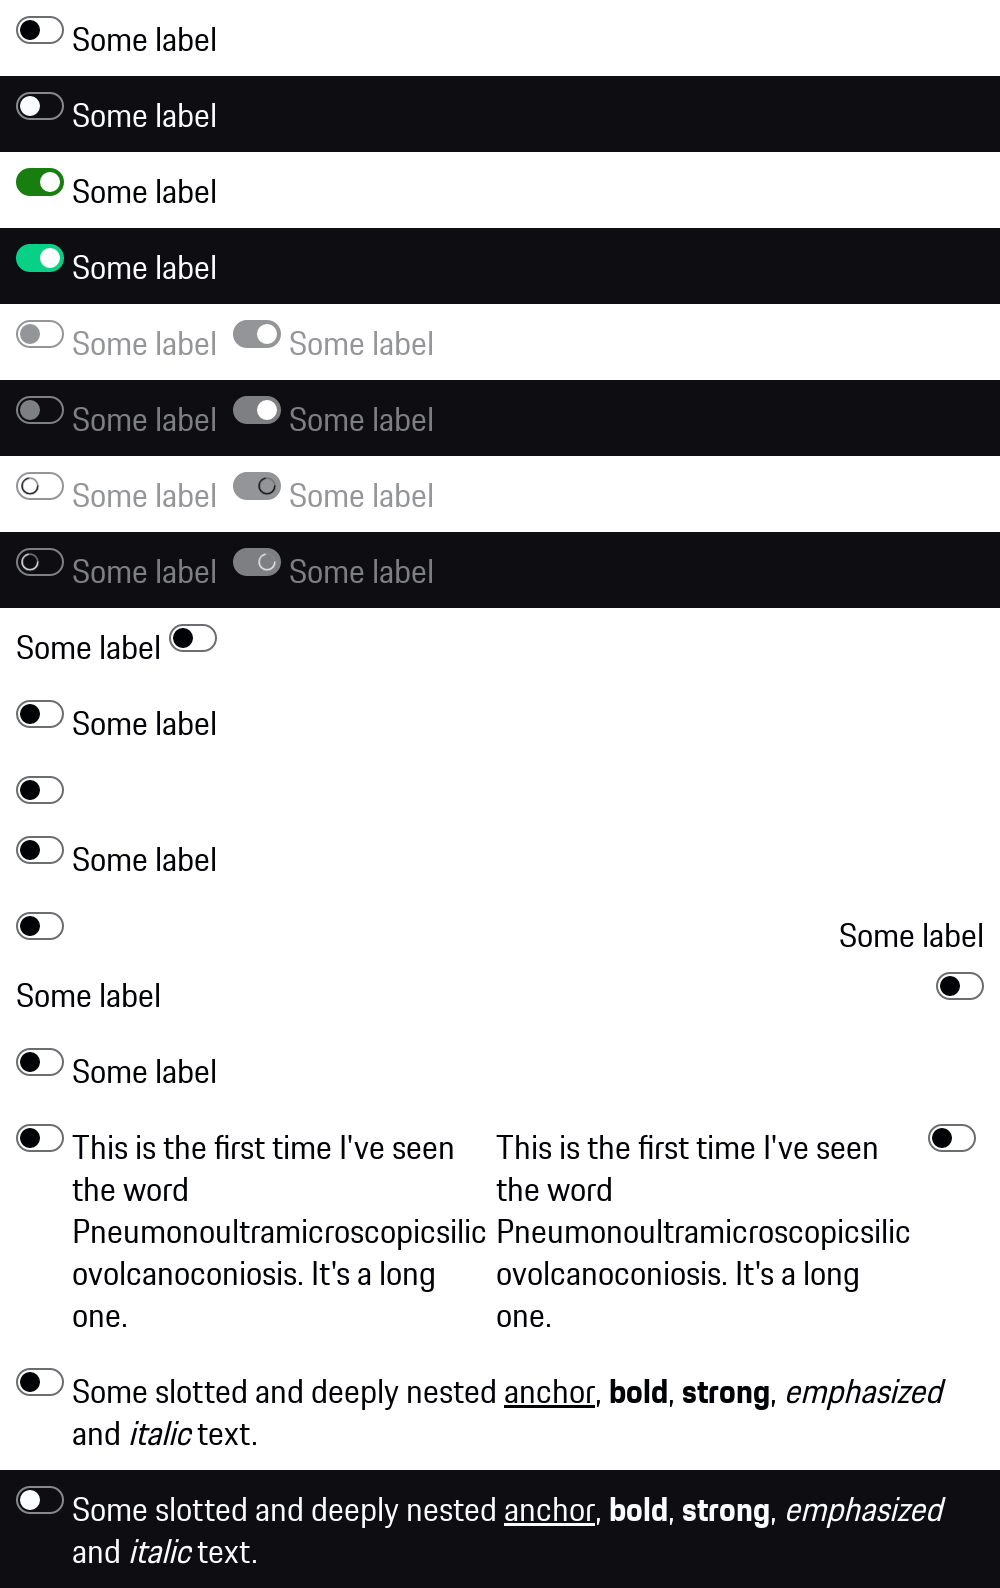 Some label
Some label
Some label
Some label
Some label Some label
Some label Some label
Some label Some label
Some label Some label
Some label
Some label
Some label
Some label
Some label
Some label
This is the first time I've seen
the word
Pneumonoultramicroscopicsilic
ovolcanoconiosis. It's a long
one.
This is the first time I've seen
the word
Pneumonoultramicroscopicsilic
ovolcanoconiosis. It's a long
one.
Some slotted and deeply nested anchor, bold, strong, emphasized
and italic text.
Some slotted and deeply nested anchor, bold, strong, emphasized
and italic text.